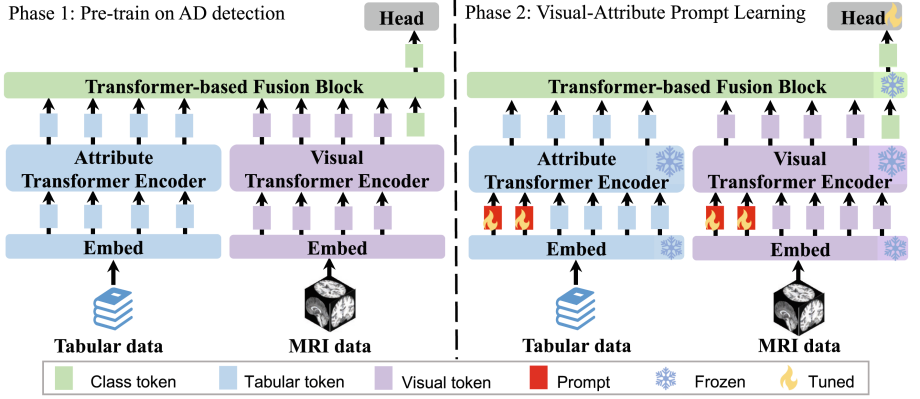 Phase 1: Pre-train on AD detection
Head
Transformer-based Fusion Block
Attribute
Transformer Encoder
Visual
Transformer Encoder
Embed
Embed
Tabular data
MRI data
Phase 2: Visual-Attribute Prompt Learning
Head
Transformer-based Fusion Block
Attribute
Transformer Encoder
Visual
Transformer Encoder
Embed
Embed
Tabular data
MRI data
Class token
Tabular token
Visual token
Prompt
Frozen
Tuned